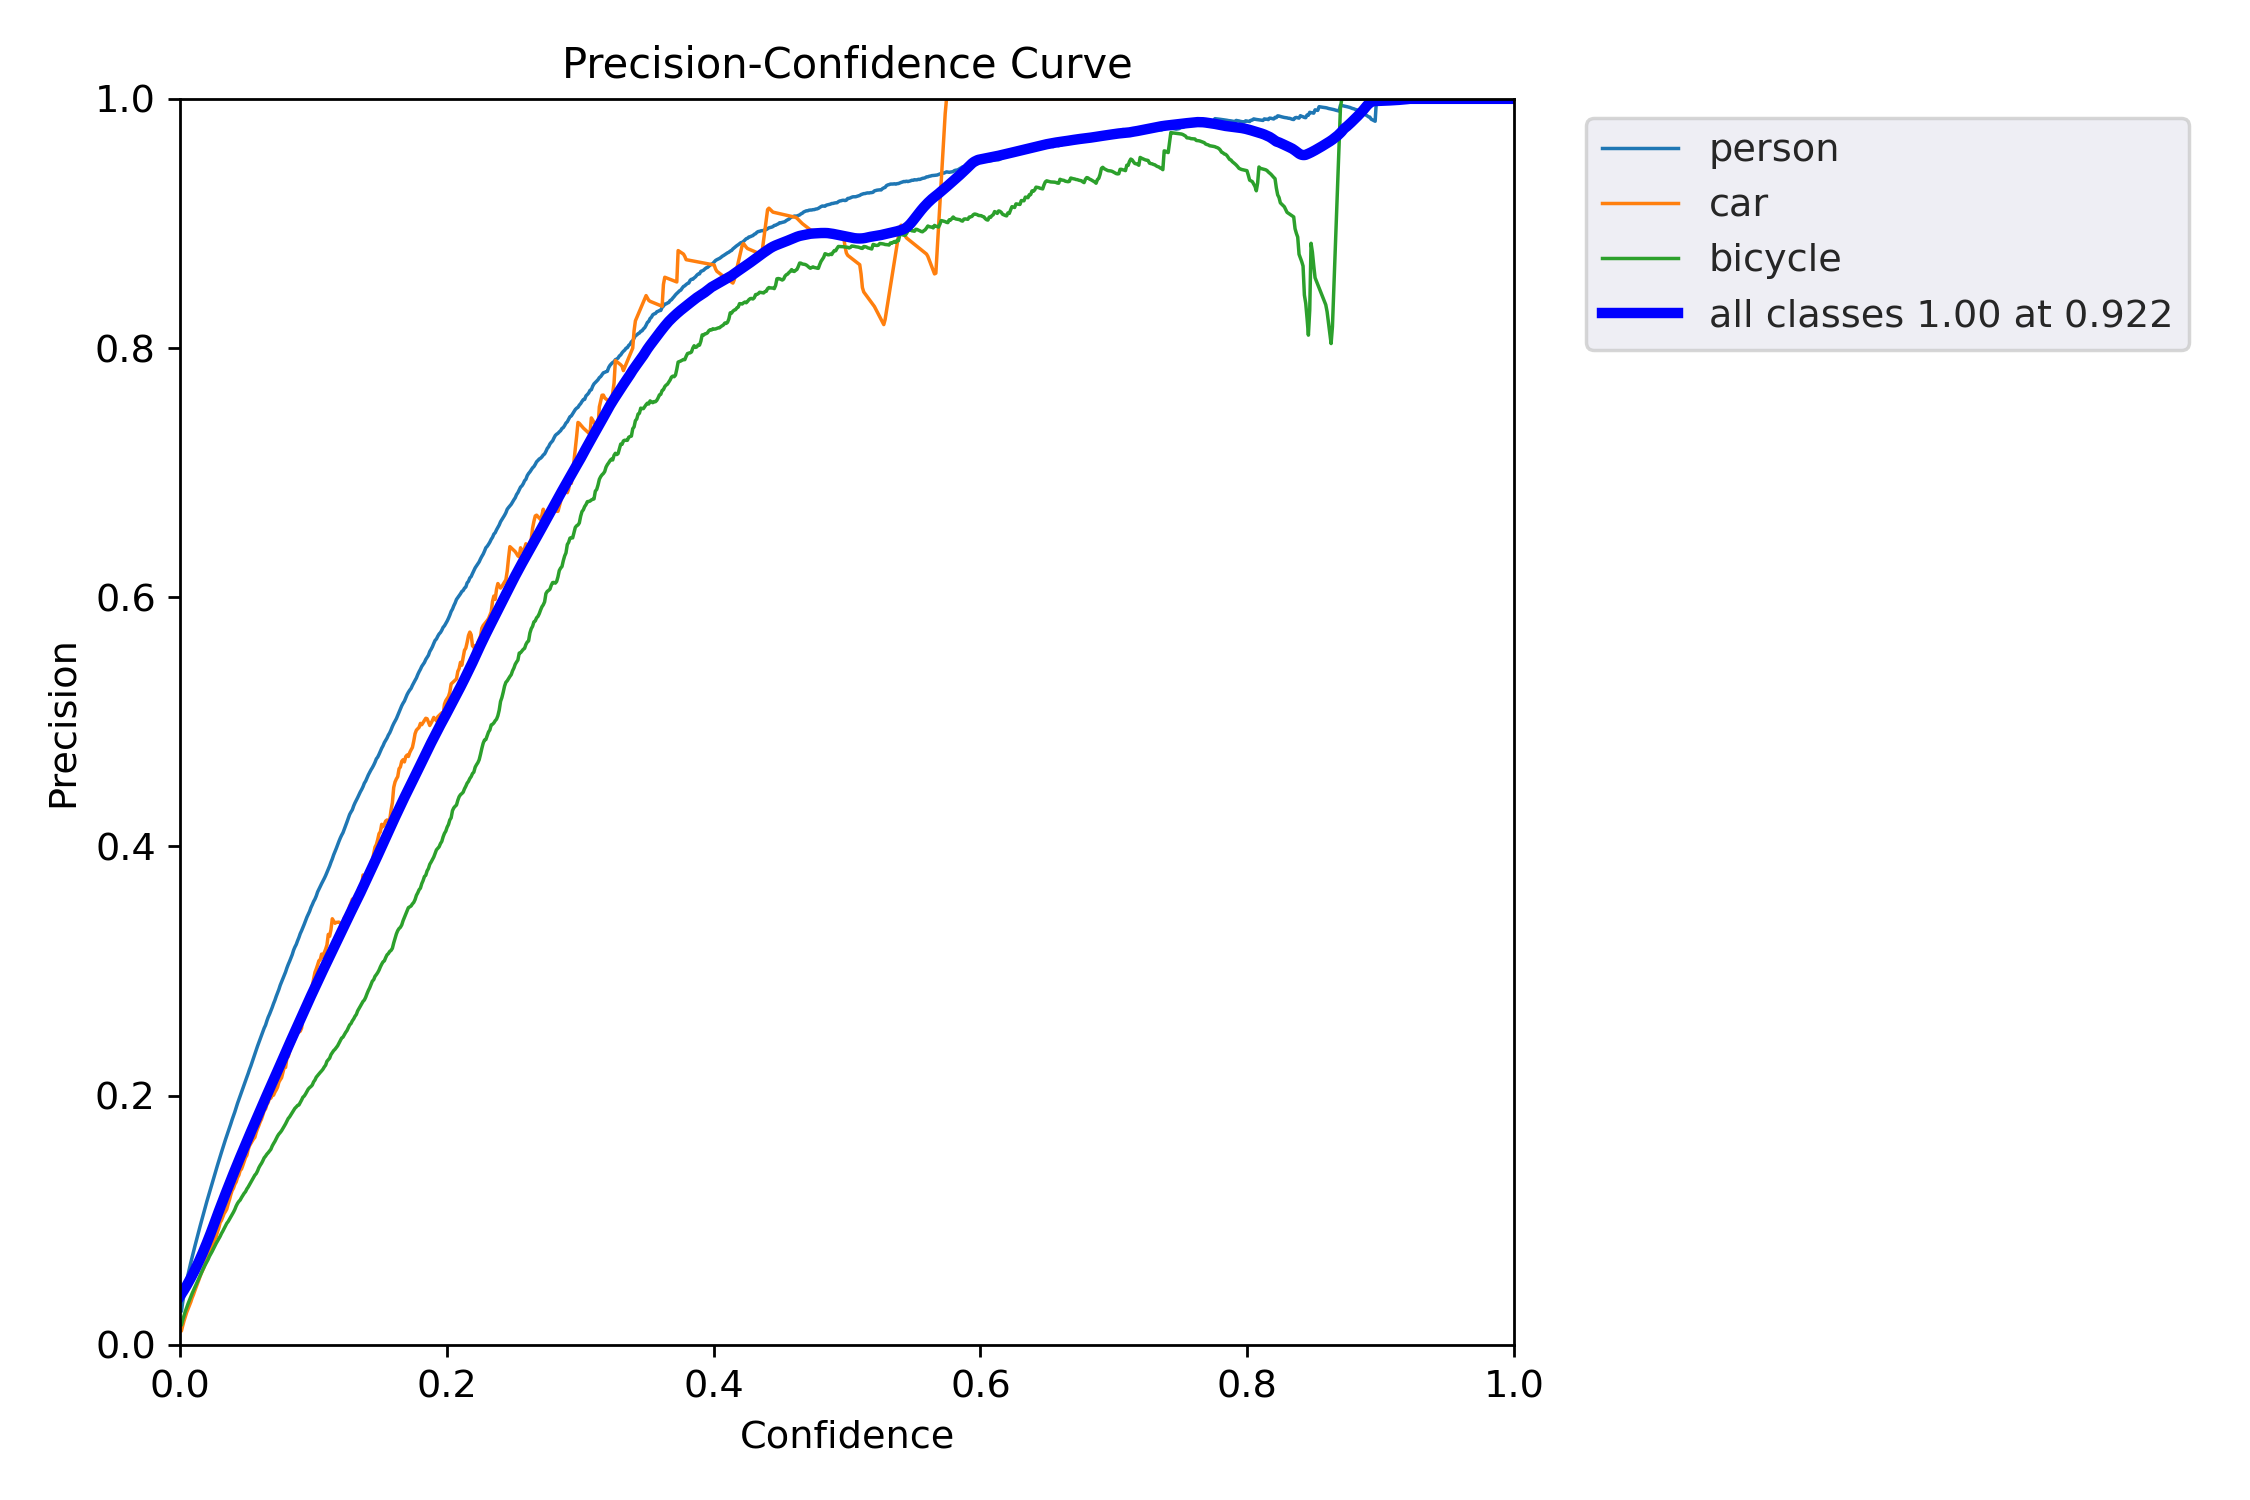 Precision-Confidence Curve
1.0
0.8
0.6
0.4
0.2
0.0
Precision
0.0 0.2 0.4 0.6 0.8 1.0
Confidence
person
car
bicycle
all classes 1.00 at 0.922